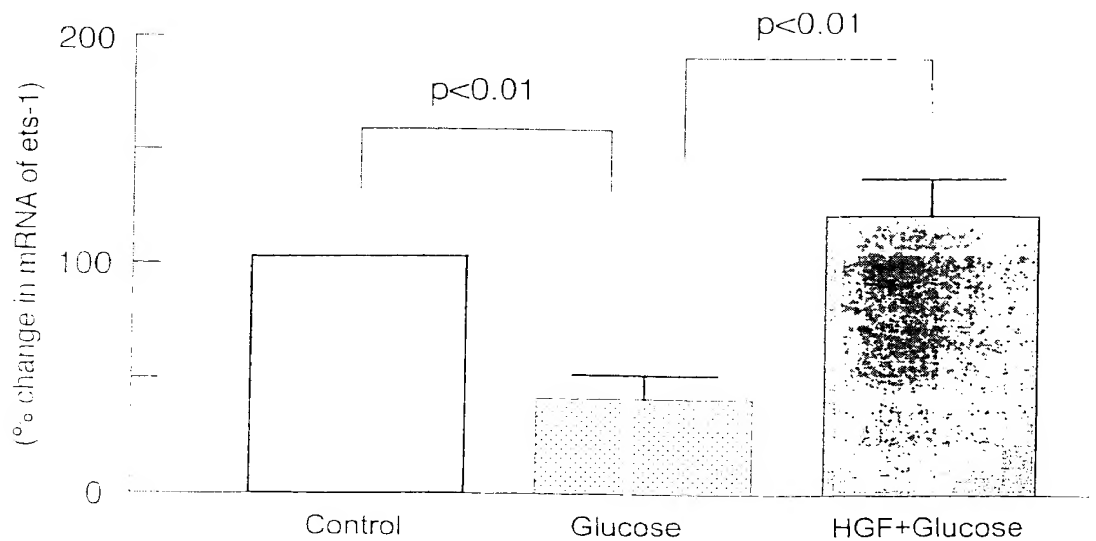 200
p<0.01
p<0.01
(% change in mRNA of ets-1)
100
0
Control Glucose HGF+Glucose